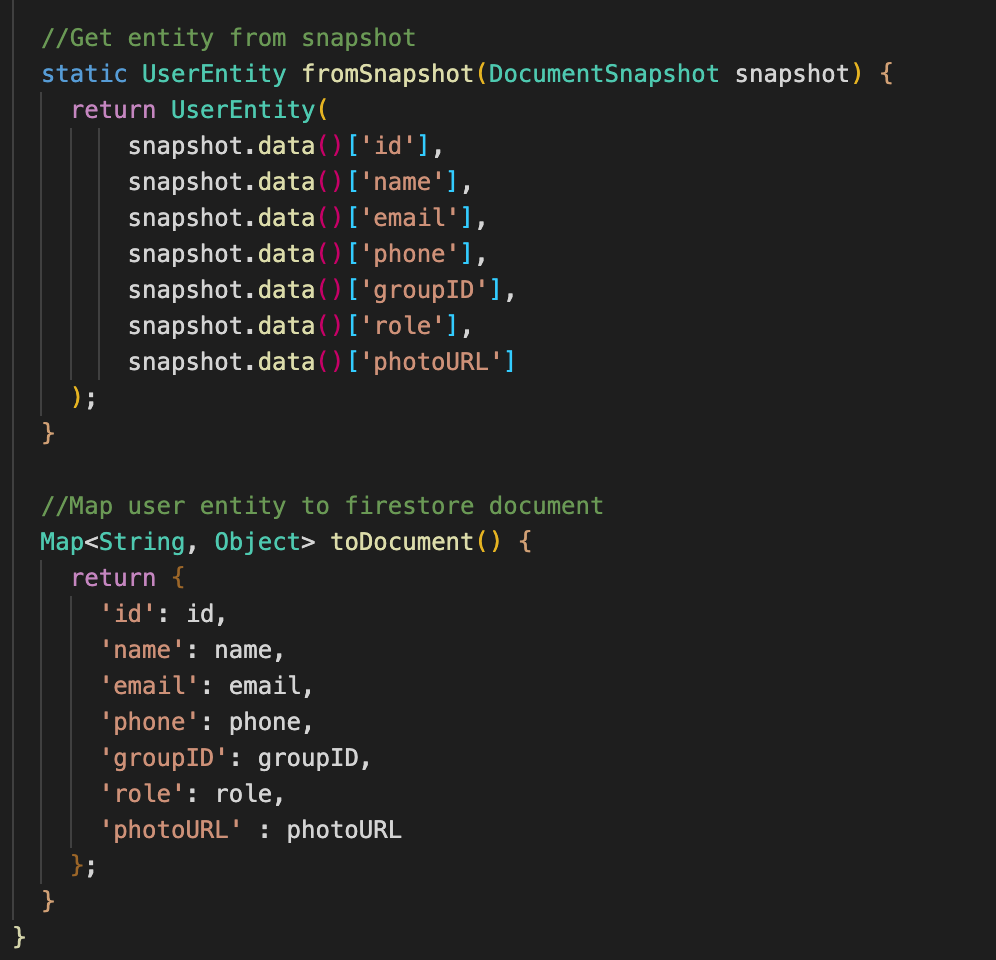 //Get entity from snapshot
static UserEntity fromSnapshot(DocumentSnapshot snapshot) {
return UserEntity(
snapshot.data()['id'],
snapshot.data()['name'],
snapshot.data()['email'],
snapshot.data()['phone'],
snapshot.data()['groupID'],
snapshot.data()['role'],
snapshot.data()['photoURL']
);
}
//Map user entity to firestore document
Map<String, Object> toDocument() {
return {
'id': id,
'name': name,
'email': email,
'phone': phone,
'groupID': groupID,
'role': role,
'photoURL' : photoURL
};
}
}